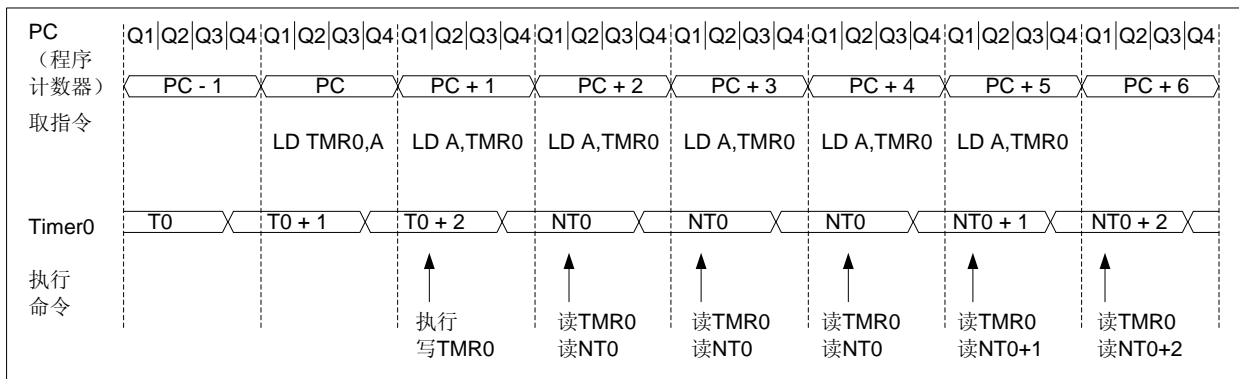 PC Q1 Q2 Q3 Q4 Q1 Q2 Q3 Q4 Q1 Q2 Q3 Q4 Q1 Q2 Q3 Q4 Q1 Q2 Q3 Q4 Q1 Q2 Q3 Q4 Q1 Q2 Q3 Q4 Q1 Q2 Q3 Q4
（程序
计数器） PC - 1 PC PC + 1 PC + 2 PC + 3 PC + 4 PC + 5 PC + 6
取指令
LD TMR0,A LD A,TMR0 LD A,TMR0 LD A,TMR0 LD A,TMR0 LD A,TMR0
Timer0 T0 T0 + 1 T0 + 2 NT0 NT0 NT0 NT0 + 1 NT0 + 2
执行
命令
执行 读TMR0 读TMR0 读TMR0 读TMR0 读TMR0
写TMR0 读NT0 读NT0 读NT0 读NT0+1 读NT0+2